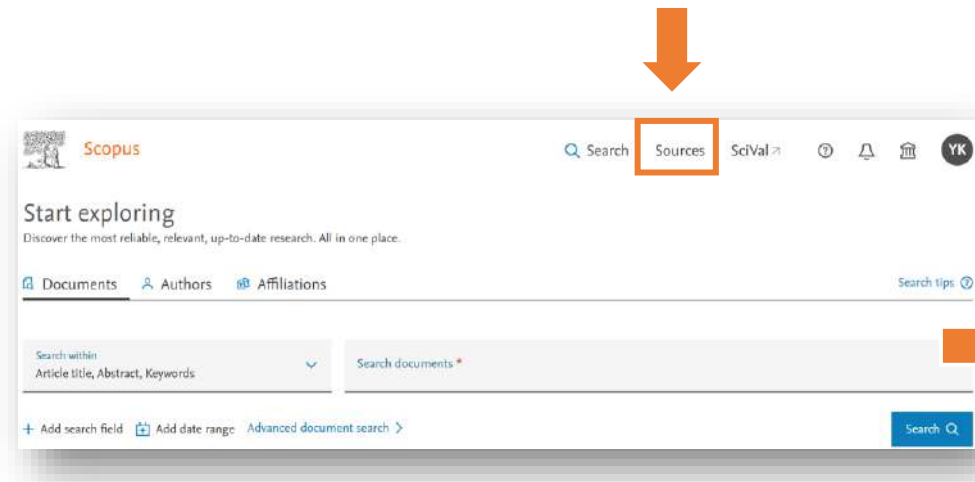 Scopus
Search Sources SciVal YK
Start exploring
Discover the most reliable, relevant, up-to-date research. All in one place.
Documents Authors Affiliations Search tips
Search within
Article title, Abstract, Keywords
Search documents *
Add search field Add date range Advanced document search
Search